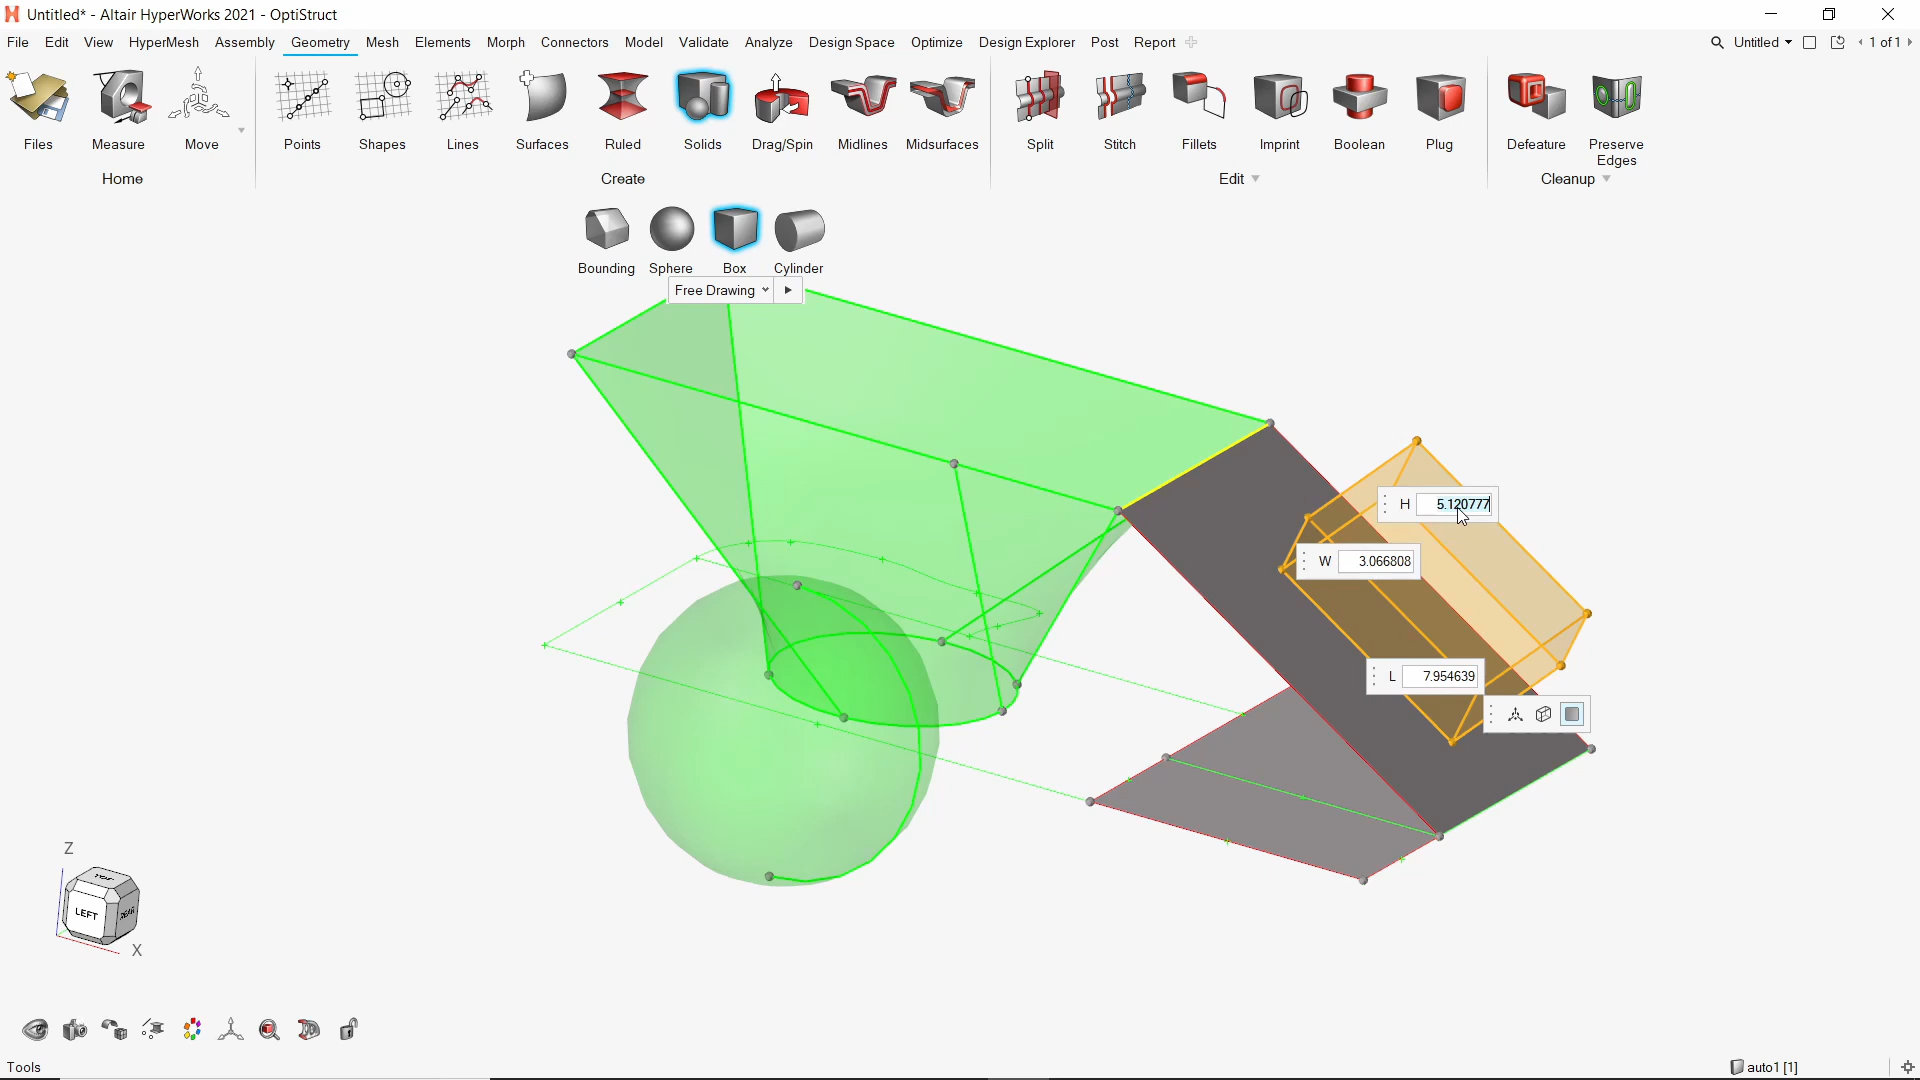 Untitled* - Altair HyperWorks 2021 - OptiStruct
File Edit View HyperMesh Assembly Geometry Mesh Elements Morph Connectors Model Validate Analyze Design Space Optimize Design Explorer Post Report Untitled 1 of 1
Files Measure Move Points Shapes Lines Surfaces Ruled Solids Drag/Spin Midlines Midsurfaces Split Stitch Fillets Imprint Boolean Plug Defeature Preserve Edges
Home Create Edit Cleanup
Bounding Sphere Box Cylinder
Free Drawing
H 5.120777
W 3.066808
L 7.954639
Z
TOP
LEFT REAR
X
Tools auto1 [1]